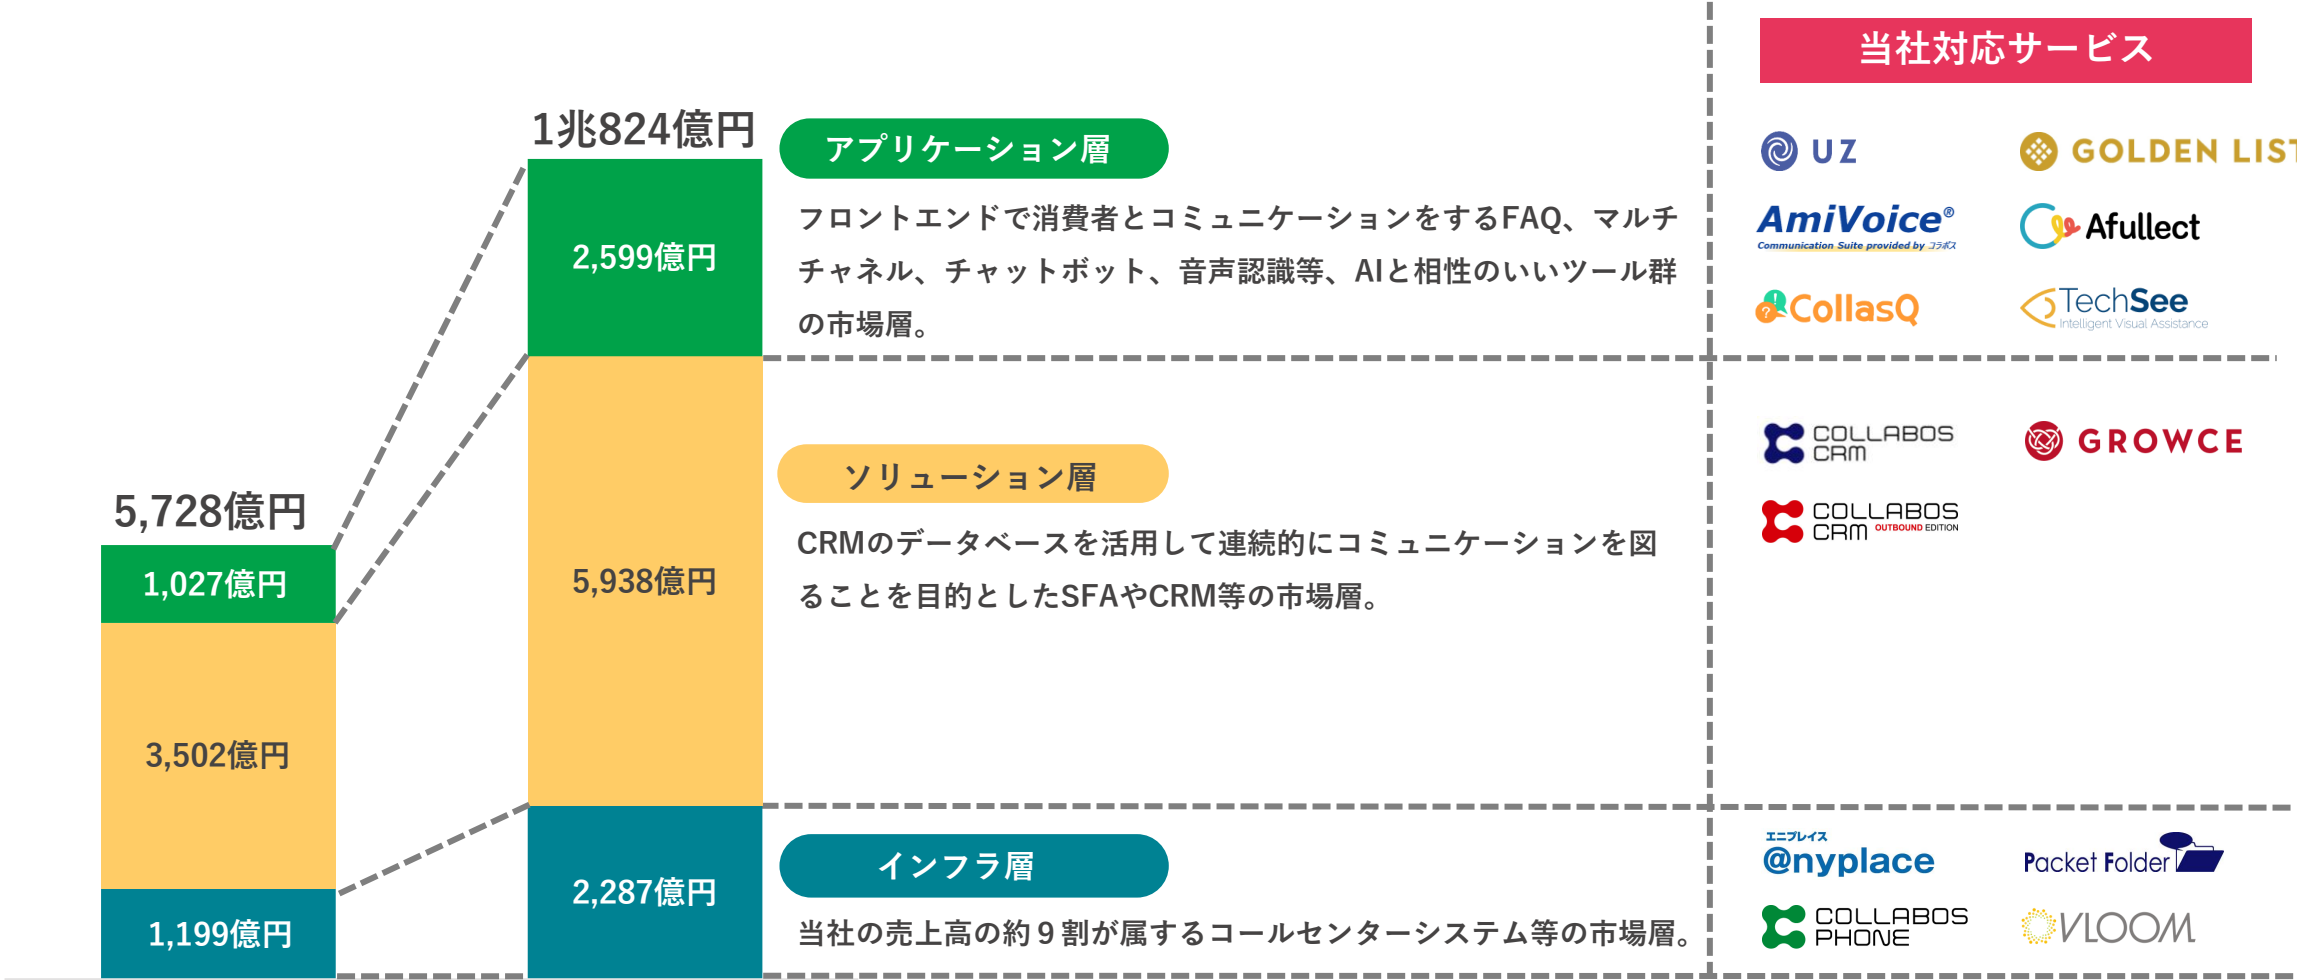 当社対応サービス
1兆824億円
アプリケーション層
2,599億円
フロントエンドで消費者とコミュニケーションをするFAQ、マルチ
チャネル、チャットボット、音声認識等、AIと相性のいいツール群
の市場層。
UZ
GOLDEN LIST
AmiVoice®
Communication Suite provided by コラボス
Afullect
CollasQ
TechSee
Intelligent Visual Assistance
5,728億円
1,027億円
3,502億円
1,199億円
ソリューション層
5,938億円
CRMのデータベースを活用して連続的にコミュニケーションを図
ることを目的としたSFAやCRM等の市場層。
COLLABOS
CRM
GROWCE
COLLABOS
CRM OUTBOUND EDITION
インフラ層
2,287億円
当社の売上高の約９割が属するコールセンターシステム等の市場層。
エニプレイス
@nyplace
Packet Folder
COLLABOS
PHONE
VLOOM